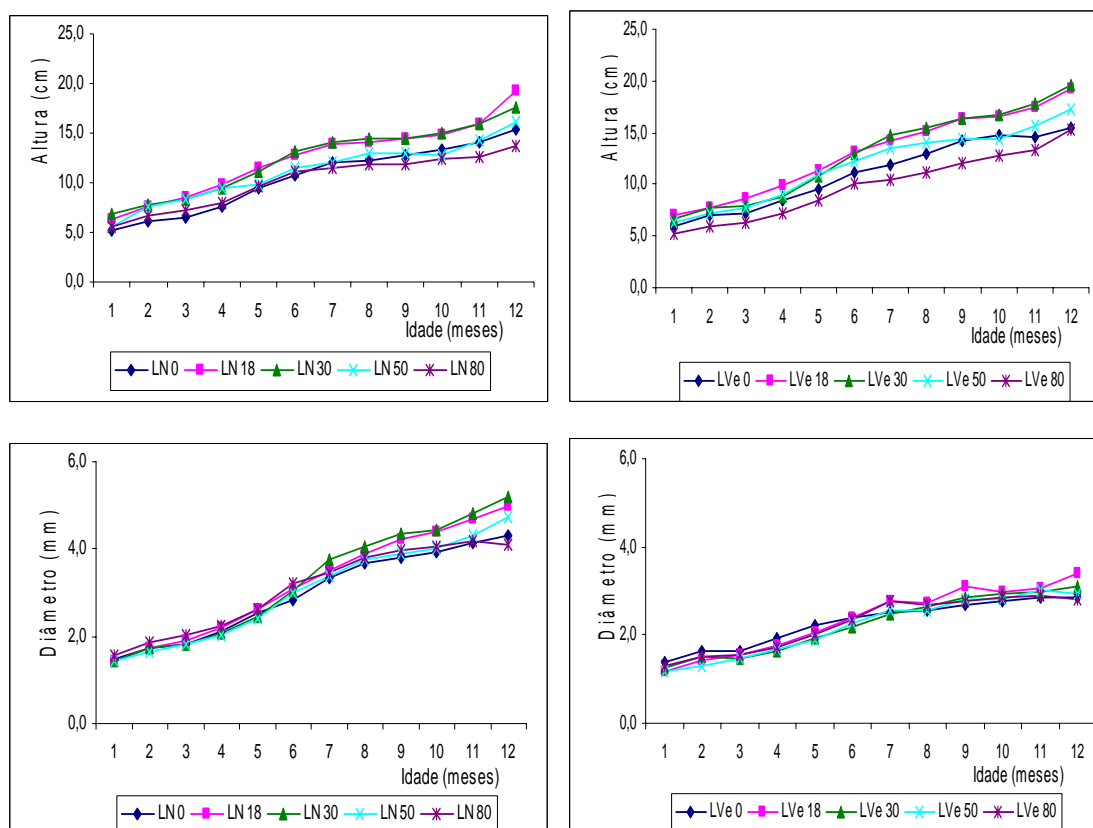 Altura (cm)
25,0
20,0
15,0
10,0
5,0
0,0
1 2 3 4 5 6 7 8 9 10 11 12
Idade (meses)
LN 0 LN 18 LN 30 LN 50 LN 80
Altura (cm)
25,0
20,0
15,0
10,0
5,0
0,0
1 2 3 4 5 6 7 8 9 10 11 12
Idade (meses)
LVe 0 LVe 18 LVe 30 LVe 50 LVe 80
Diâmetro (mm)
6,0
4,0
2,0
0,0
1 2 3 4 5 6 7 8 9 10 11 12
Idade (meses)
LN 0 LN 18 LN 30 LN 50 LN 80
Diâmetro (mm)
6,0
4,0
2,0
0,0
1 2 3 4 5 6 7 8 9 10 11 12
Idade (meses)
LVe 0 LVe 18 LVe 30 LVe 50 LVe 80